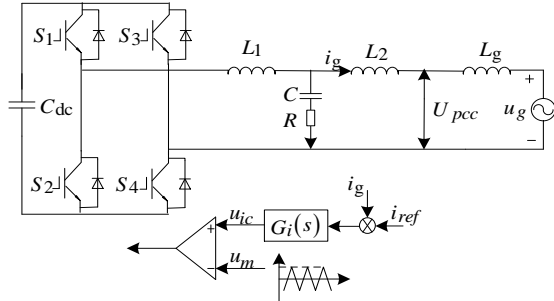 S1 S3 L1 ig L2 Lg
+
Cdc C R Upcc ug
−
S2 S4
ig
uic Gi(s) iref
+
− um